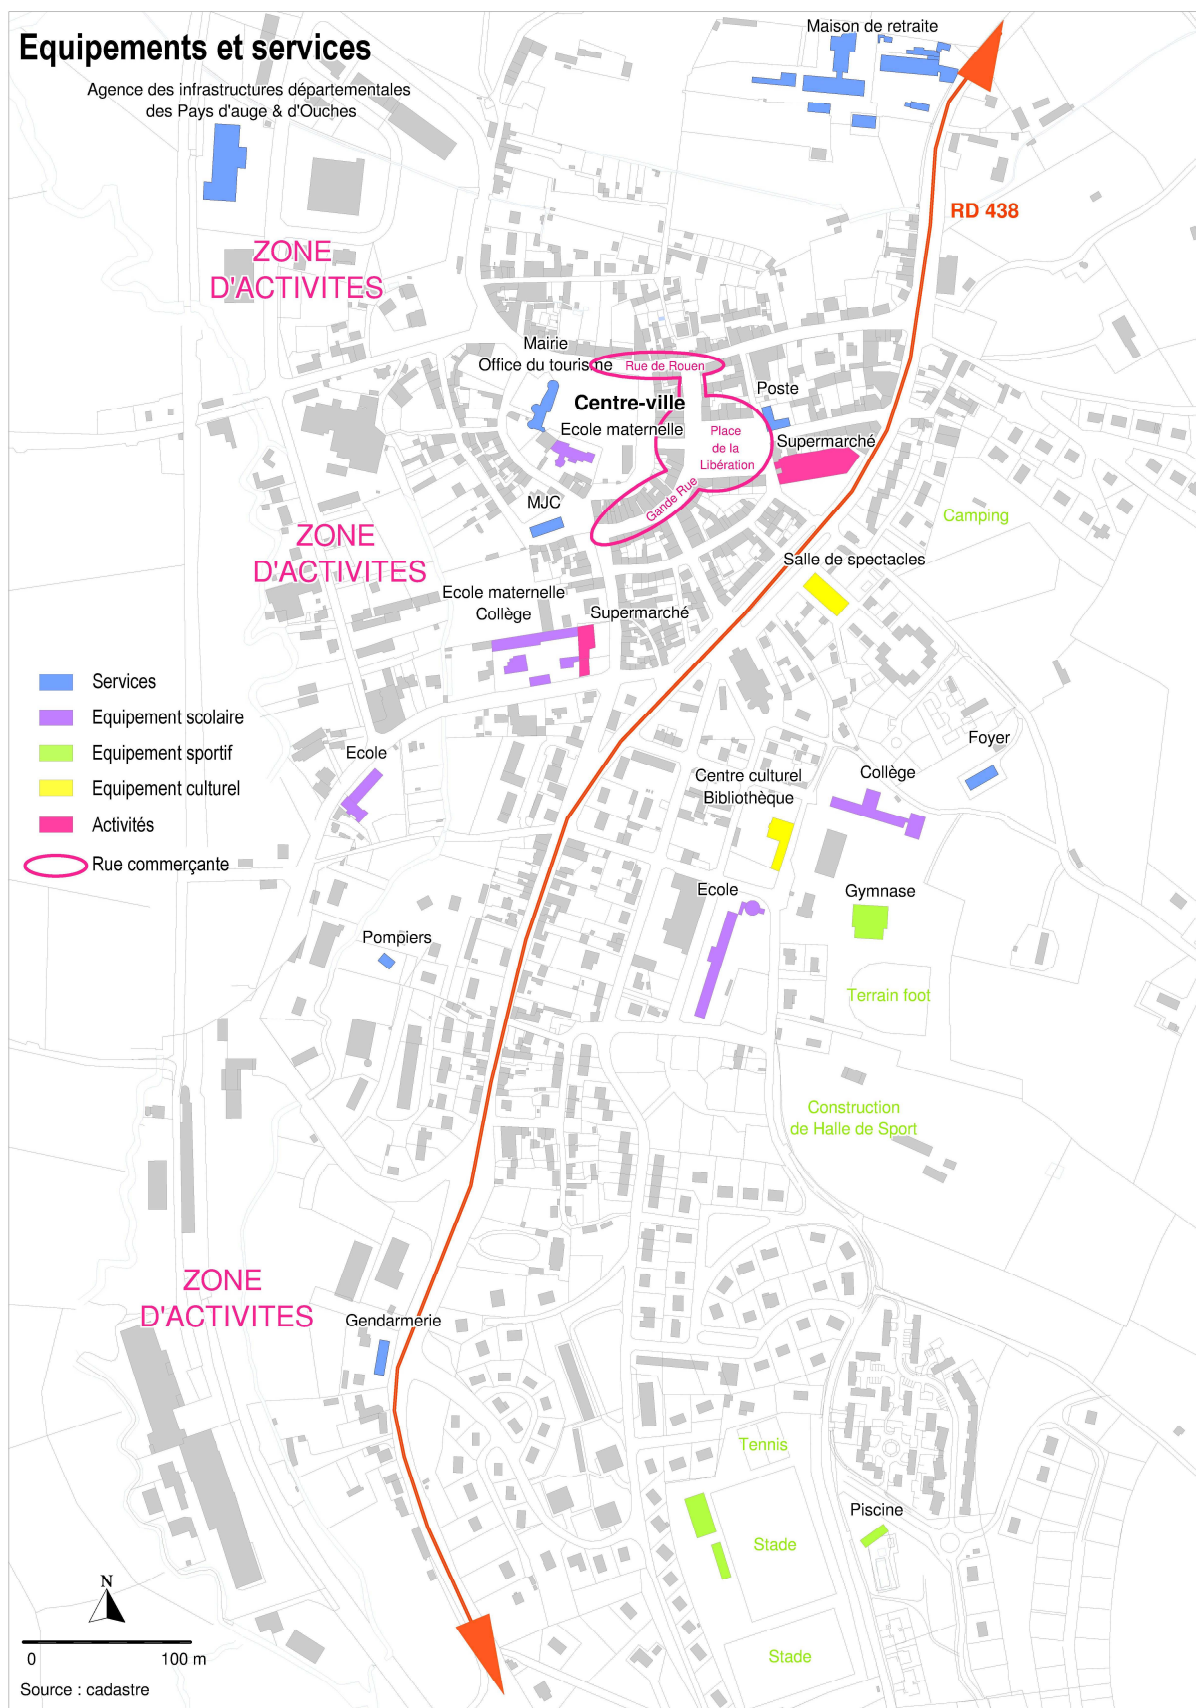 Equipements et services
Maison de retraite
Agence des infrastructures départementales
des Pays d'auge & d'Ouches
RD 438
ZONE
D'ACTIVITES
Mairie
Office du tourisme
Rue de Rouen
Poste
Centre-ville
Ecole maternelle
Place
de la
Libération
Supermarché
Gande Rue
MJC
Camping
ZONE
D'ACTIVITES
Salle de spectacles
Ecole maternelle
Collège
Supermarché
Services
Equipement scolaire
Equipement sportif
Equipement culturel
Activités
Rue commerçante
Ecole
Foyer
Centre culturel
Bibliothèque
Collège
Ecole
Gymnase
Pompiers
Terrain foot
Construction
de Halle de Sport
ZONE
D'ACTIVITES
Gendarmerie
Tennis
Piscine
Stade
Stade
N
0 100 m
Source : cadastre